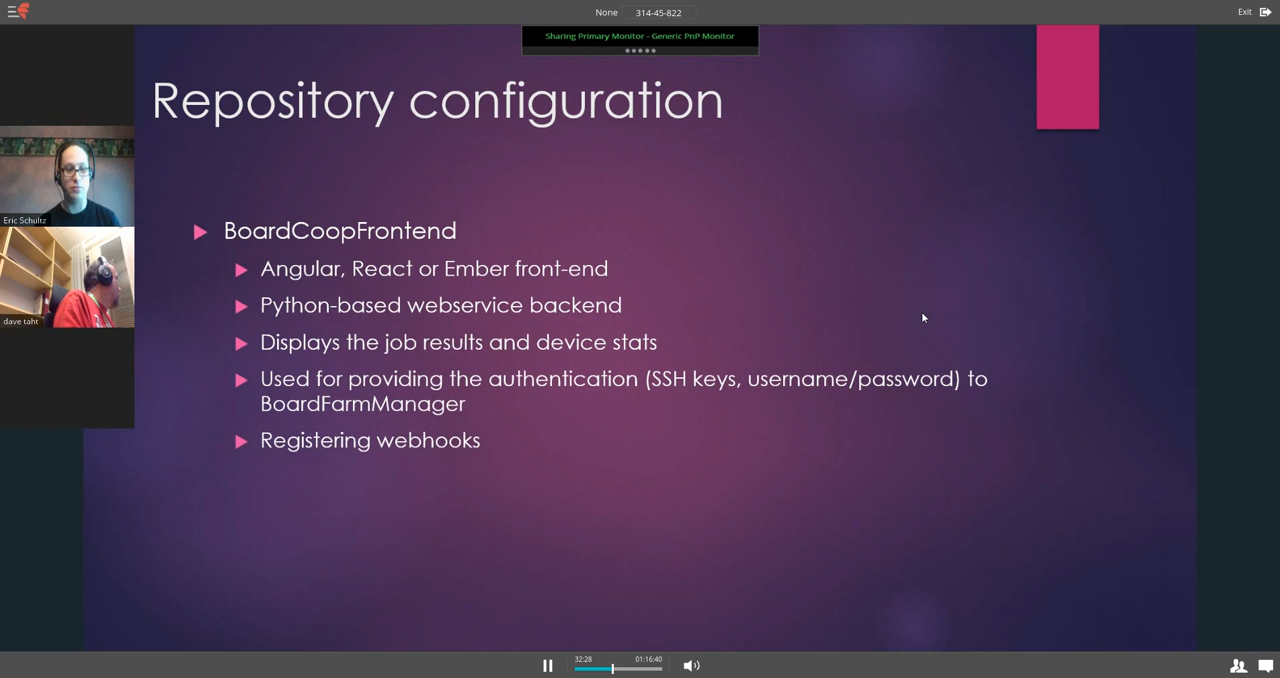 None 314-45-822 Exit
Sharing Primary Monitor - Generic PnP Monitor
Repository configuration
Eric Schultz
dave taht
BoardCoopFrontend
Angular, React or Ember front-end
Python-based webservice backend
Displays the job results and device stats
Used for providing the authentication (SSH keys, username/password) to
BoardFarmManager
Registering webhooks
32:28 01:16:40